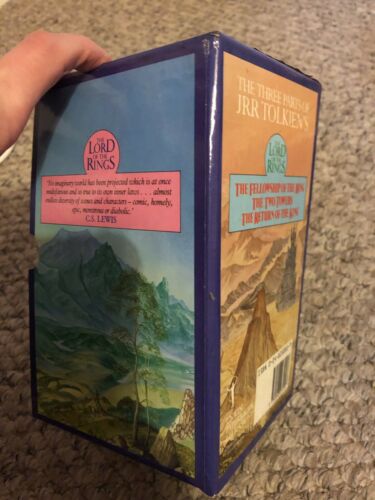 THE
LORD
OF THE
RINGS
'No imaginary world has been projected which is at once
multifarious and so true to its own inner laws . . . almost
endless diversity of scenes and characters – comic, homely,
epic, monstrous or diabolic.'
C.S. LEWIS
THE THREE PARTS OF
JRR TOLKIEN'S
THE
LORD
OF THE
RINGS
THE FELLOWSHIP OF THE RING
THE TWO TOWERS
THE RETURN OF THE KING
ISBN